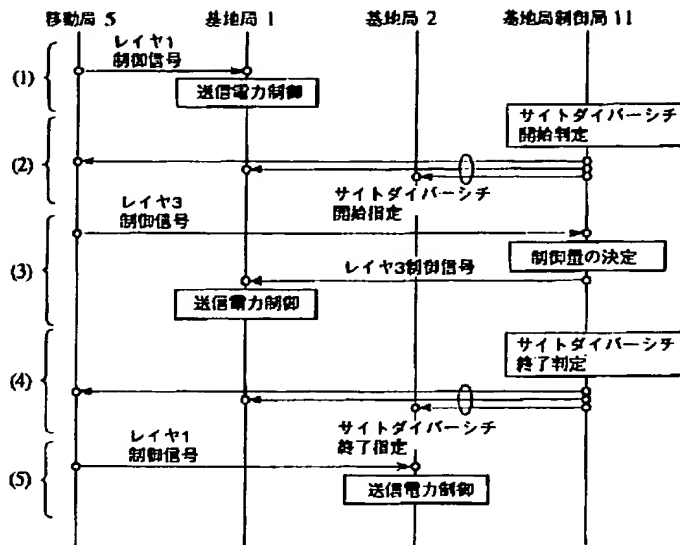 移動局 5
基地局 1
基地局 2
基地局制御局 11
(1)
レイヤ1
制御信号
送信電力制御
サイトダイバーシチ
開始判定
(2)
サイトダイバーシチ
開始指定
レイヤ3
制御信号
(3)
制御量の決定
レイヤ3制御信号
送信電力制御
サイトダイバーシチ
終了判定
(4)
サイトダイバーシチ
終了指定
レイヤ1
制御信号
(5)
送信電力制御